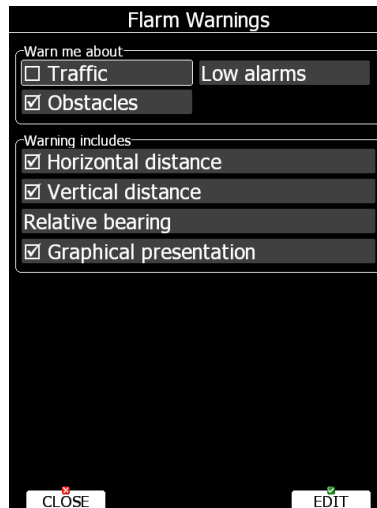 Flarm Warnings
Warn me about
Traffic Low alarms
Obstacles
Warning includes
Horizontal distance
Vertical distance
Relative bearing
Graphical presentation
CLOSE EDIT